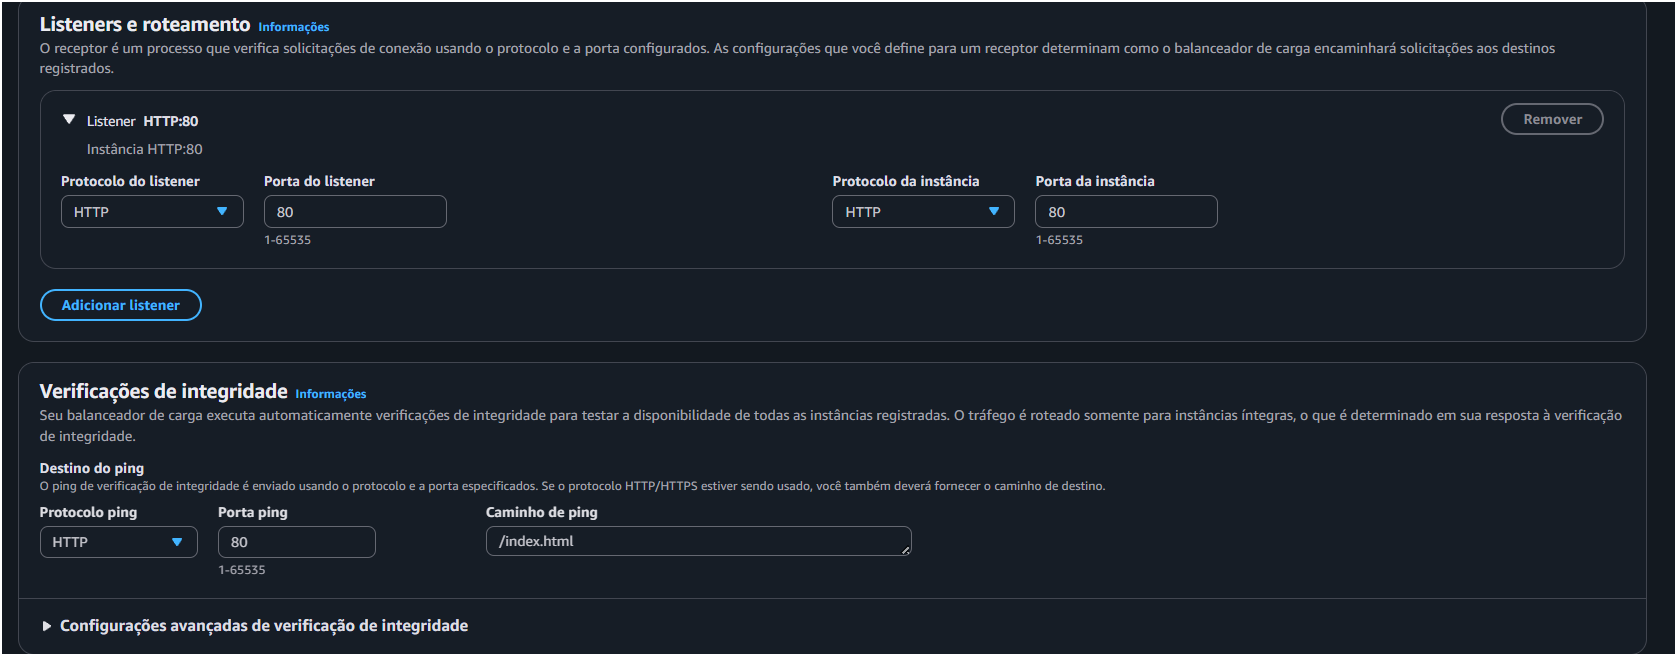 Listeners e roteamento Informações
O receptor é um processo que verifica solicitações de conexão usando o protocolo e a porta configurados. As configurações que você define para um receptor determinam como o balanceador de carga encaminhará solicitações aos destinos
registrados.
Listener HTTP:80
Remover
Instância HTTP:80
Protocolo do listener
Porta do listener
Protocolo da instância
Porta da instância
HTTP
80
HTTP
80
1-65535
1-65535
Adicionar listener
Verificações de integridade Informações
Seu balanceador de carga executa automaticamente verificações de integridade para testar a disponibilidade de todas as instâncias registradas. O tráfego é roteado somente para instâncias íntegras, o que é determinado em sua resposta à verificação
de integridade.
Destino do ping
O ping de verificação de integridade é enviado usando o protocolo e a porta especificados. Se o protocolo HTTP/HTTPS estiver sendo usado, você também deverá fornecer o caminho de destino.
Protocolo ping
Porta ping
Caminho de ping
HTTP
80
/index.html
1-65535
Configurações avançadas de verificação de integridade